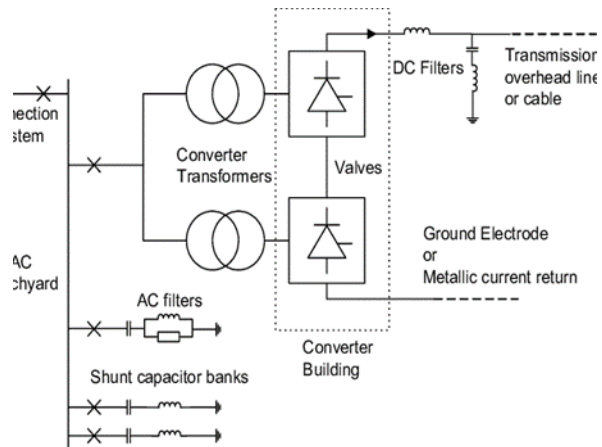 DC Filters
Transmission
overhead line
or cable
nection
stem
Converter
Transformers
Valves
Ground Electrode
or
Metallic current return
AC
chyard
AC filters
Converter
Building
Shunt capacitor banks